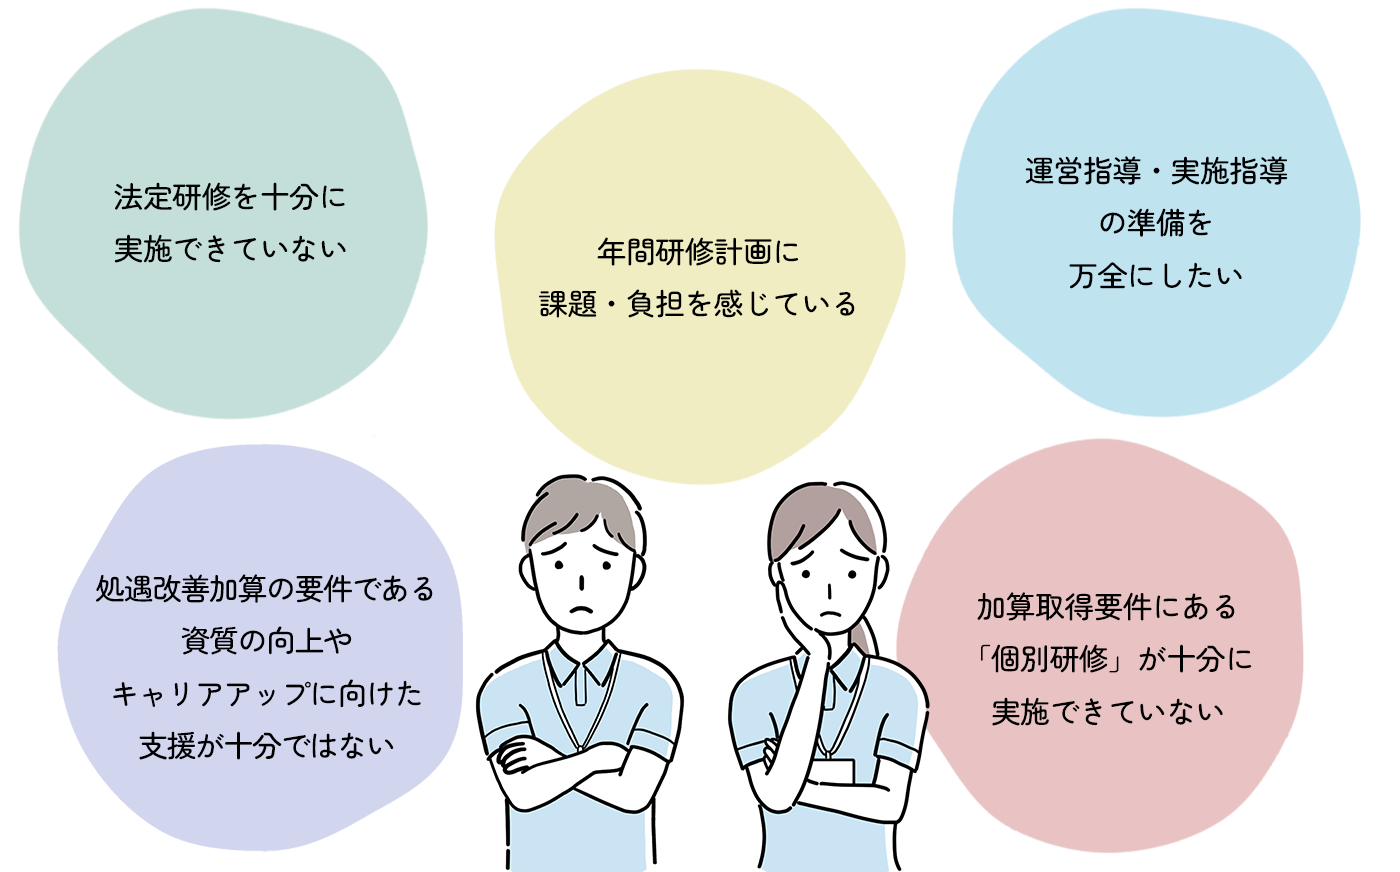 法定研修を十分に
実施できていない
年間研修計画に
課題・負担を感じている
運営指導・実施指導
の準備を
万全にしたい
処遇改善加算の要件である
資質の向上や
キャリアアップに向けた
支援が十分ではない
加算取得要件にある
「個別研修」が十分に
実施できていない